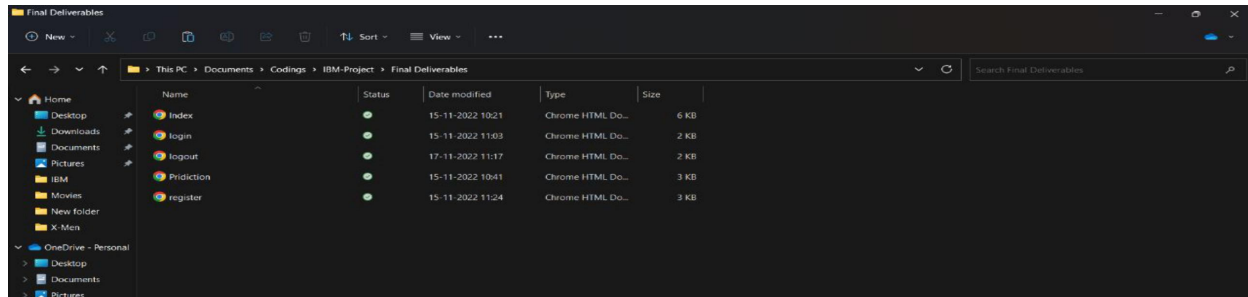 Final Deliverables
New Sort View ...
This PC > Documents > Codings > IBM-Project > Final Deliverables
Search Final Deliverables
Name Status Date modified Type Size
Home
Desktop
Downloads
Documents
Pictures
IBM
Movies
New folder
X-Men
OneDrive - Personal
Desktop
Documents
Pictures
Index 15-11-2022 10:21 Chrome HTML Do... 6 KB
login 15-11-2022 11:03 Chrome HTML Do... 2 KB
logout 17-11-2022 11:17 Chrome HTML Do... 2 KB
Pridiction 15-11-2022 10:41 Chrome HTML Do... 3 KB
register 15-11-2022 11:24 Chrome HTML Do... 3 KB